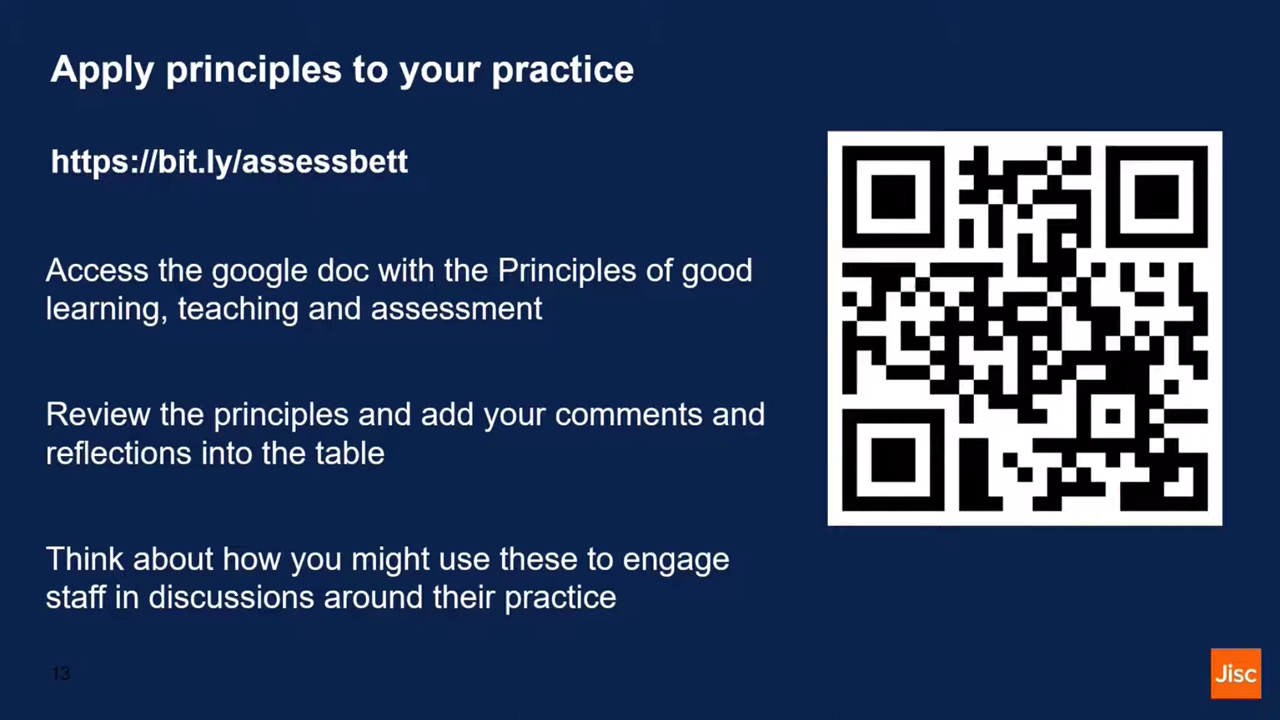 Apply principles to your practice
https://bit.ly/assessbett
Access the google doc with the Principles of good
learning, teaching and assessment
Review the principles and add your comments and
reflections into the table
Think about how you might use these to engage
staff in discussions around their practice
13
Jisc